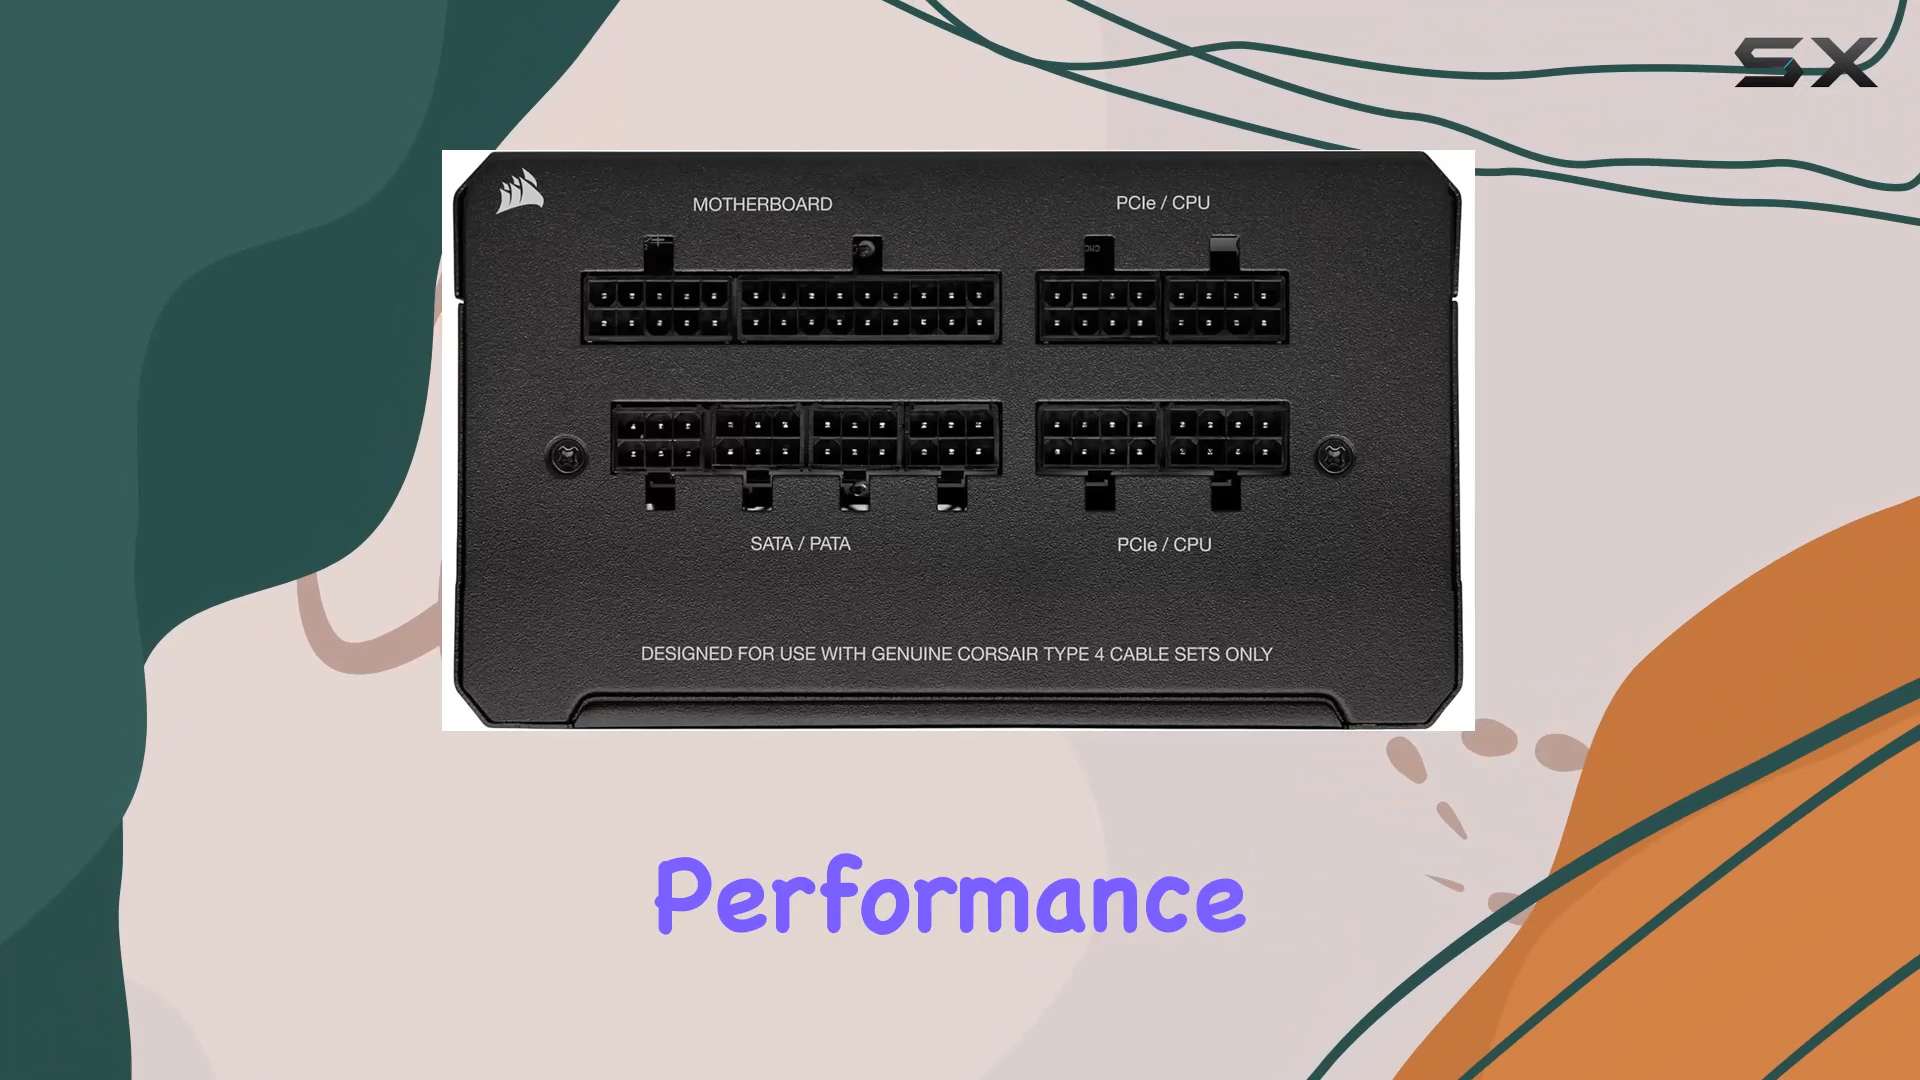 SX
MOTHERBOARD
PCIe / CPU
SATA / PATA
PCIe / CPU
DESIGNED FOR USE WITH GENUINE CORSAIR TYPE 4 CABLE SETS ONLY
Performance